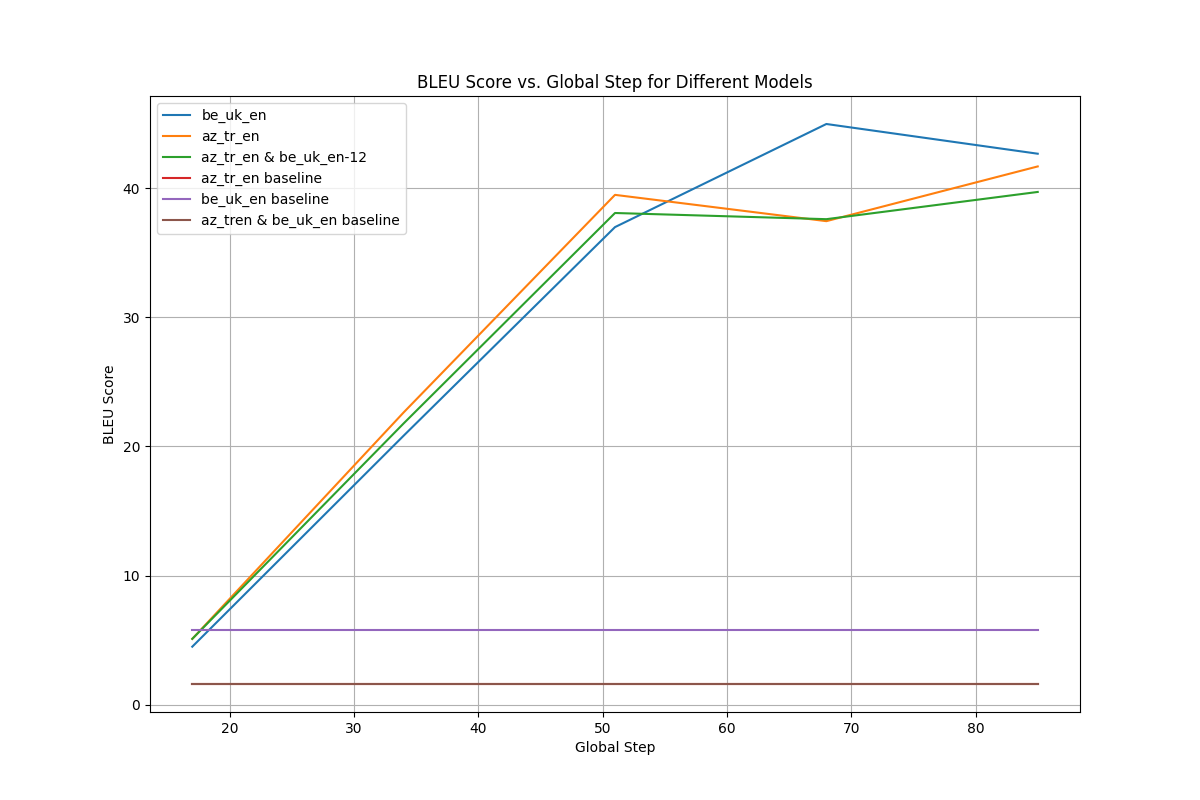 BLEU Score vs. Global Step for Different Models
be_uk_en
az_tr_en
az_tr_en & be_uk_en-12
az_tr_en baseline
be_uk_en baseline
az_tren & be_uk_en baseline
BLEU Score
40
30
20
10
0
20 30 40 50 60 70 80
Global Step